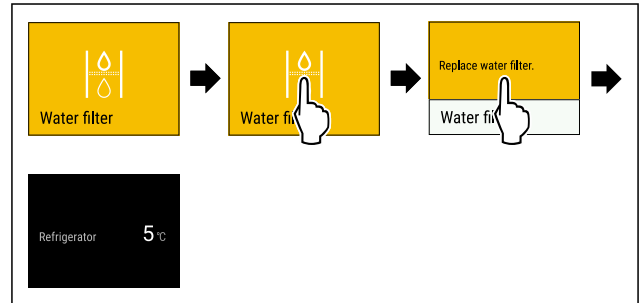 Water filter
Water fi
Replace water filter.
Water fi
Refrigerator 5 °C